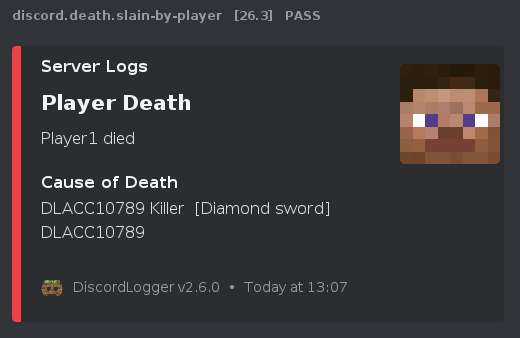 discord.death.slain-by-player [26.3] PASS
Server Logs
Player Death
Player1 died
Cause of Death
DLACC10789 Killer [Diamond sword]
DLACC10789
DiscordLogger v2.6.0 • Today at 13:07